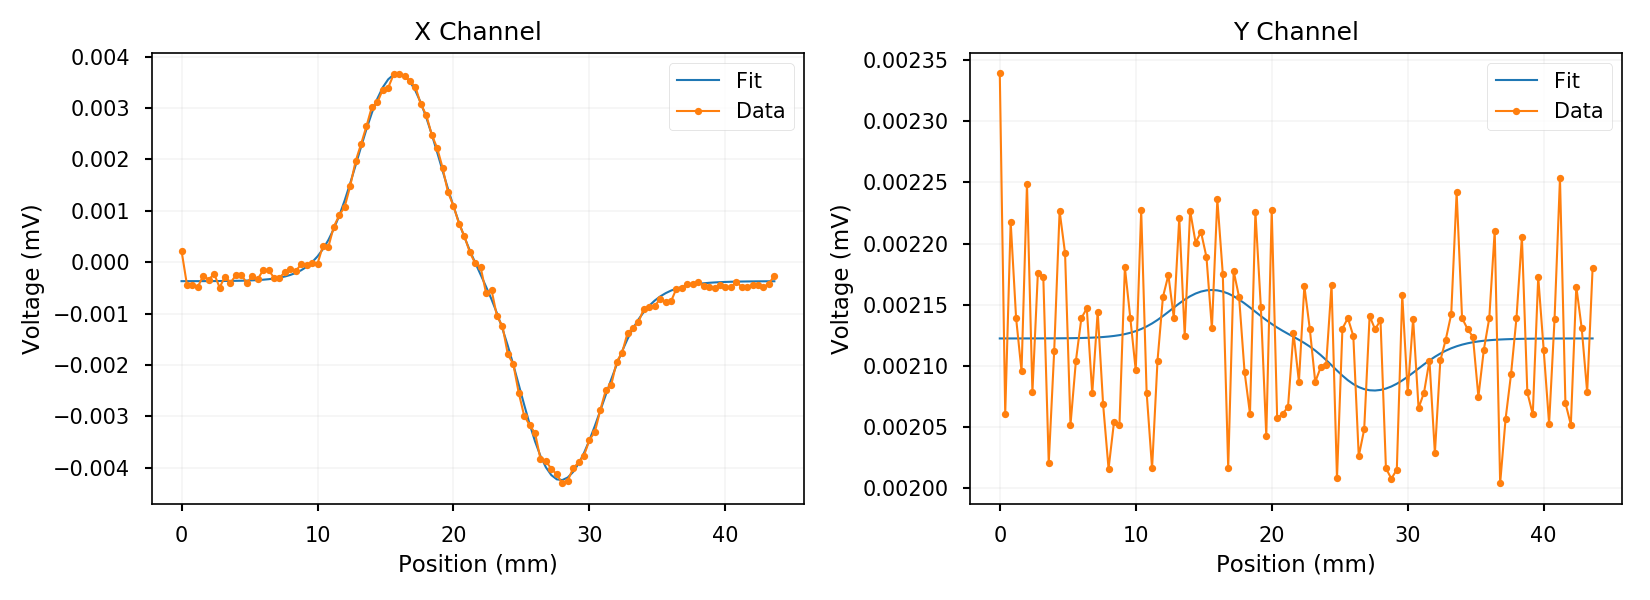 X Channel
0.004
0.003
0.002
0.001
0.000
−0.001
−0.002
−0.003
−0.004
Voltage (mV)
0
10
20
30
40
Position (mm)
Fit
Data
Y Channel
0.00235
0.00230
0.00225
0.00220
0.00215
0.00210
0.00205
0.00200
Voltage (mV)
0
10
20
30
40
Position (mm)
Fit
Data